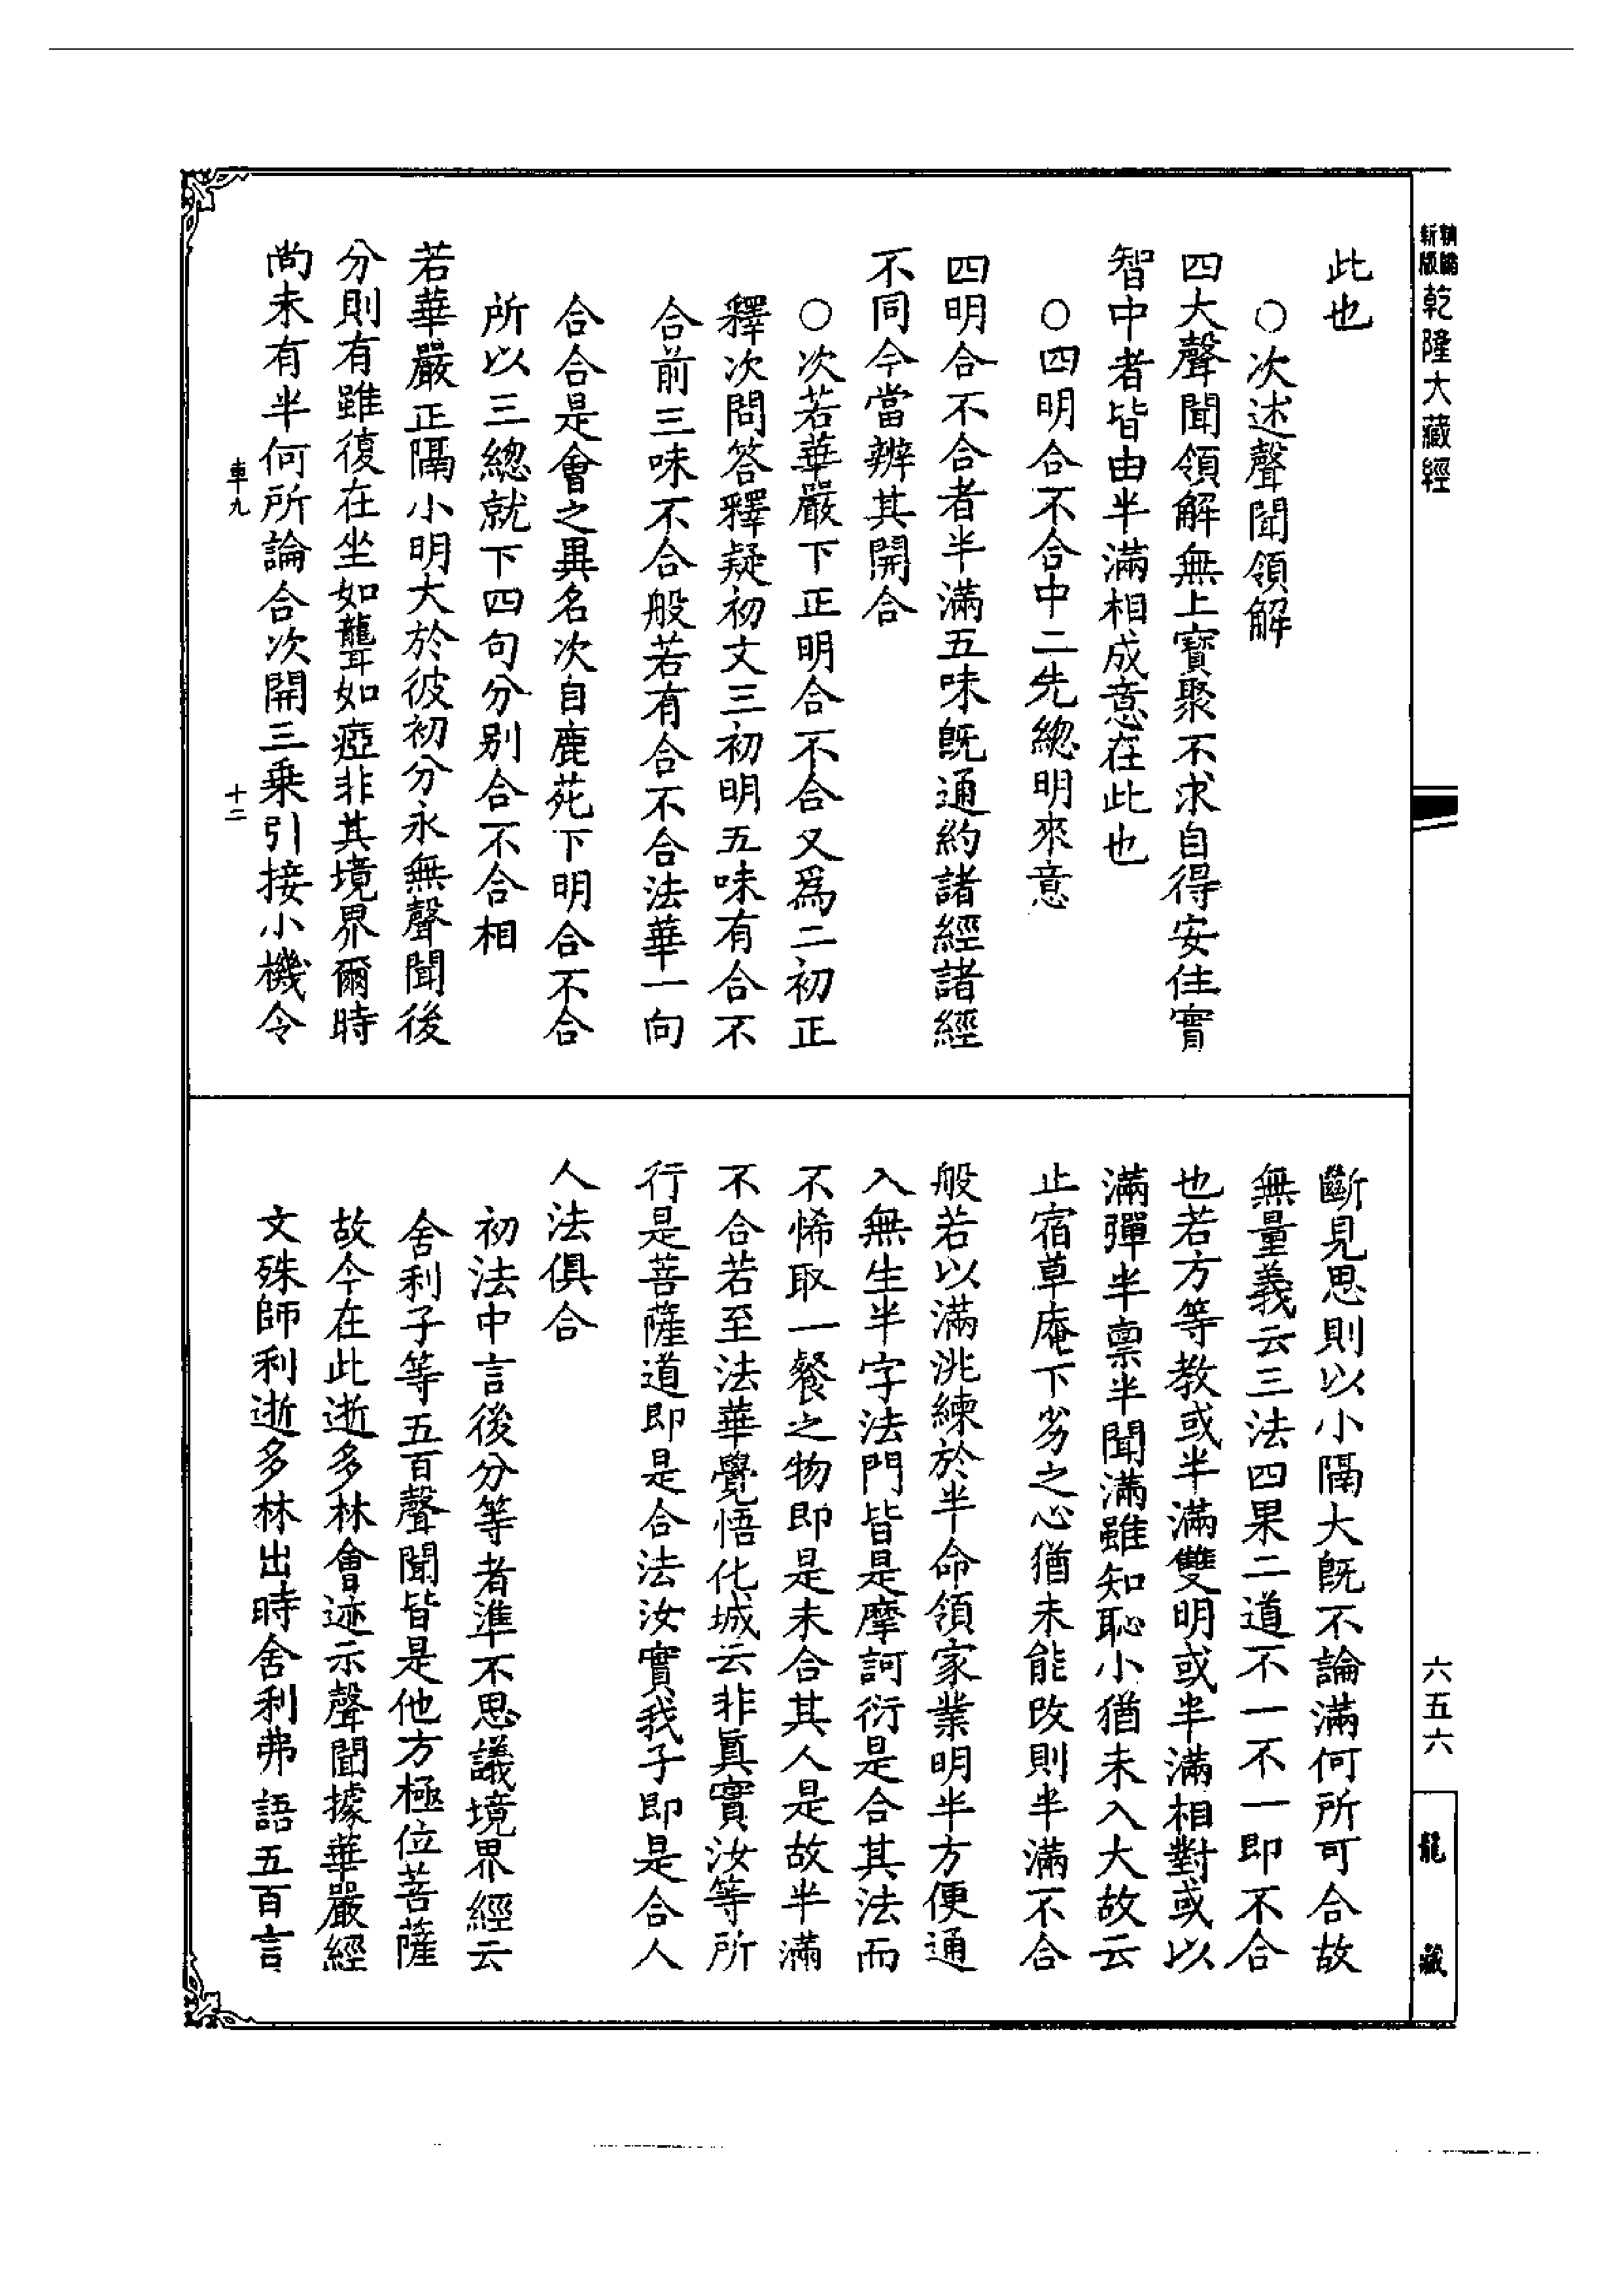 新版
乾隆大藏經
此也
○次述聲聞領解
四大聲聞領解無上寶聚不求自得安住實
智中者皆由半滿相成意在此也
○四明合不合中二先總明來意
四明合不合者半滿五味旣通約諸經諸經
不同今當辨其開合
○次若華嚴下正明合不合又爲二初正
釋次問答釋疑初文三初明五味有合不
合前三味不合般若有合不合法華一向
合合是會之異名次自鹿苑下明合不合
所以三總就下四句分别合不合相
若華嚴正隔小明大於彼初分永無聲聞後
分則有雖復在坐如聾如瘂非其境界爾時
尚未有半何所論合次開三乗引接小機令
車九
十二
斷見思則以小隔大旣不論滿何所可合故
無量義云三法四果二道不一不一即不合
也若方等教或半滿雙明或半滿相對或以
滿彈半禀半聞滿雖知恥小猶未入大故云
止宿草庵下劣之心猶未能改則半滿不合
般若以滿洮練於半命領家業明半方便通
入無生半字法門皆是摩訶衍是合其法而
不悕取一餐之物即是未合其人是故半滿
不合若至法華覺悟化城云非眞實汝等所
行是菩薩道即是合法汝實我子即是合人
人法俱合
初法中言後分等者準不思議境界經云
舍利子等五百聲聞皆是他方極位菩薩
故今在此逝多林會迹示聲聞據華嚴經
文殊師利逝多林出時舍利弗語五百言
六五六
龍藏